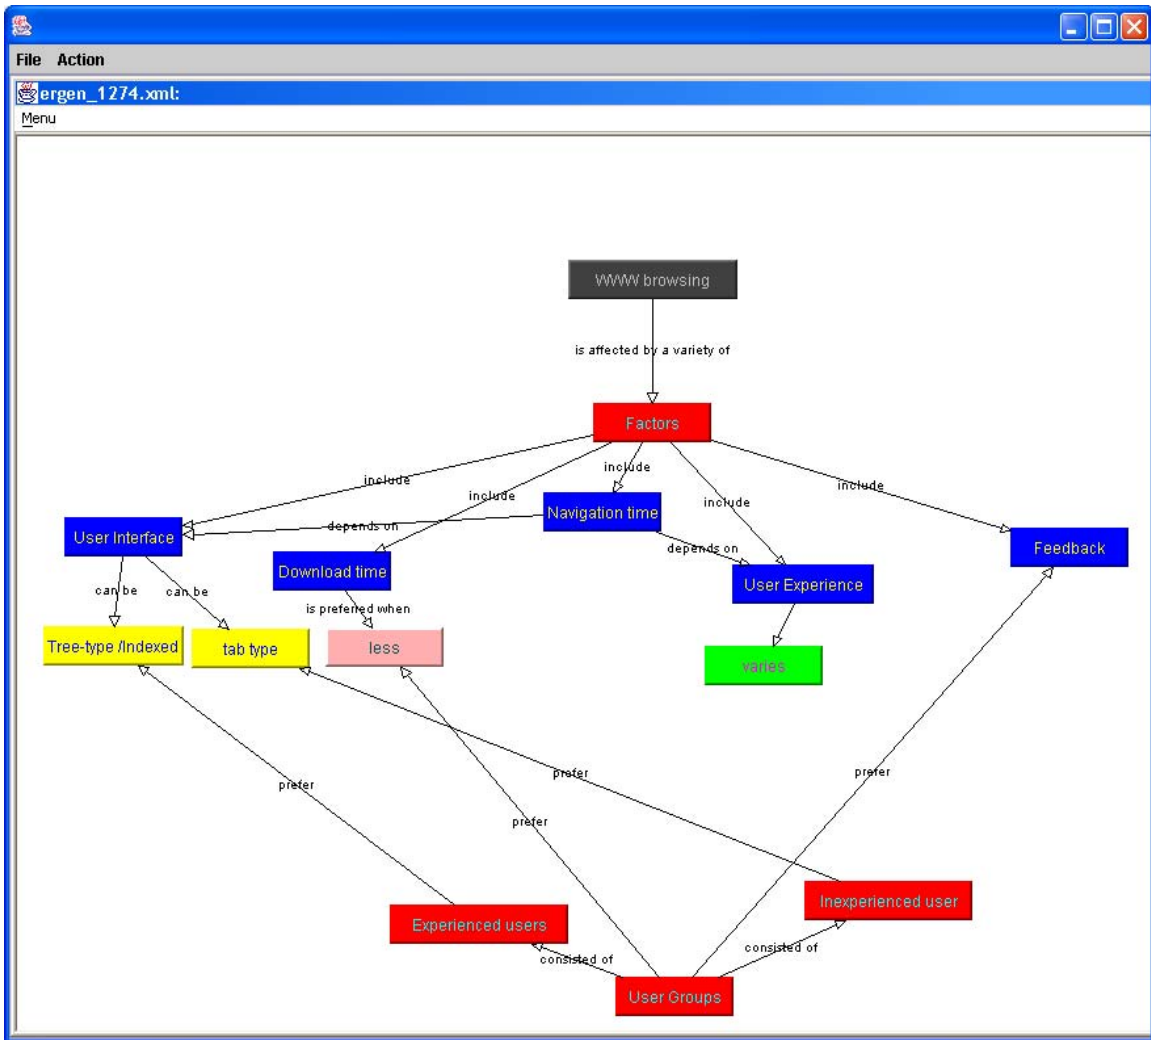 File Action
ergen_1274.xml:
Menu
WWW browsing
is affected by a variety of
Factors
include
include
include
include
include
Navigation time
depends on
depends on
User Interface
Feedback
Download time
User Experience
can be
can be
is preferred when
Tree-type /Indexed
tab type
less
varies
prefer
prefer
prefer
prefer
Experienced users
Inexperienced user
consisted of
consisted of
User Groups